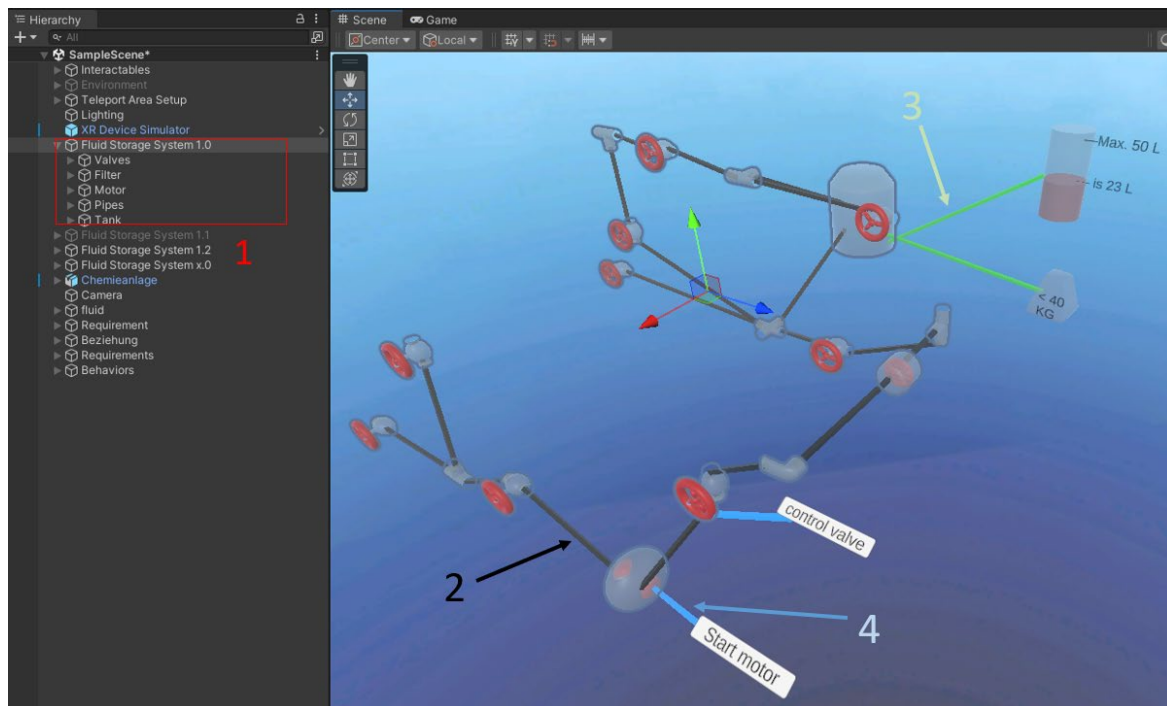 Hierarchy
All
SampleScene*
Interactables
Environment
Teleport Area Setup
Lighting
XR Device Simulator
Fluid Storage System 1.0
Valves
Filter
Motor
Pipes
Tank
Fluid Storage System 1.1
Fluid Storage System 1.2
Fluid Storage System x.0
Chemieanlage
Camera
fluid
Requirement
Beziehung
Requirements
Behaviors
1
Scene Game
Center Local
3
Max. 50 L
is 23 L
< 40
KG
control valve
2
4
Start motor